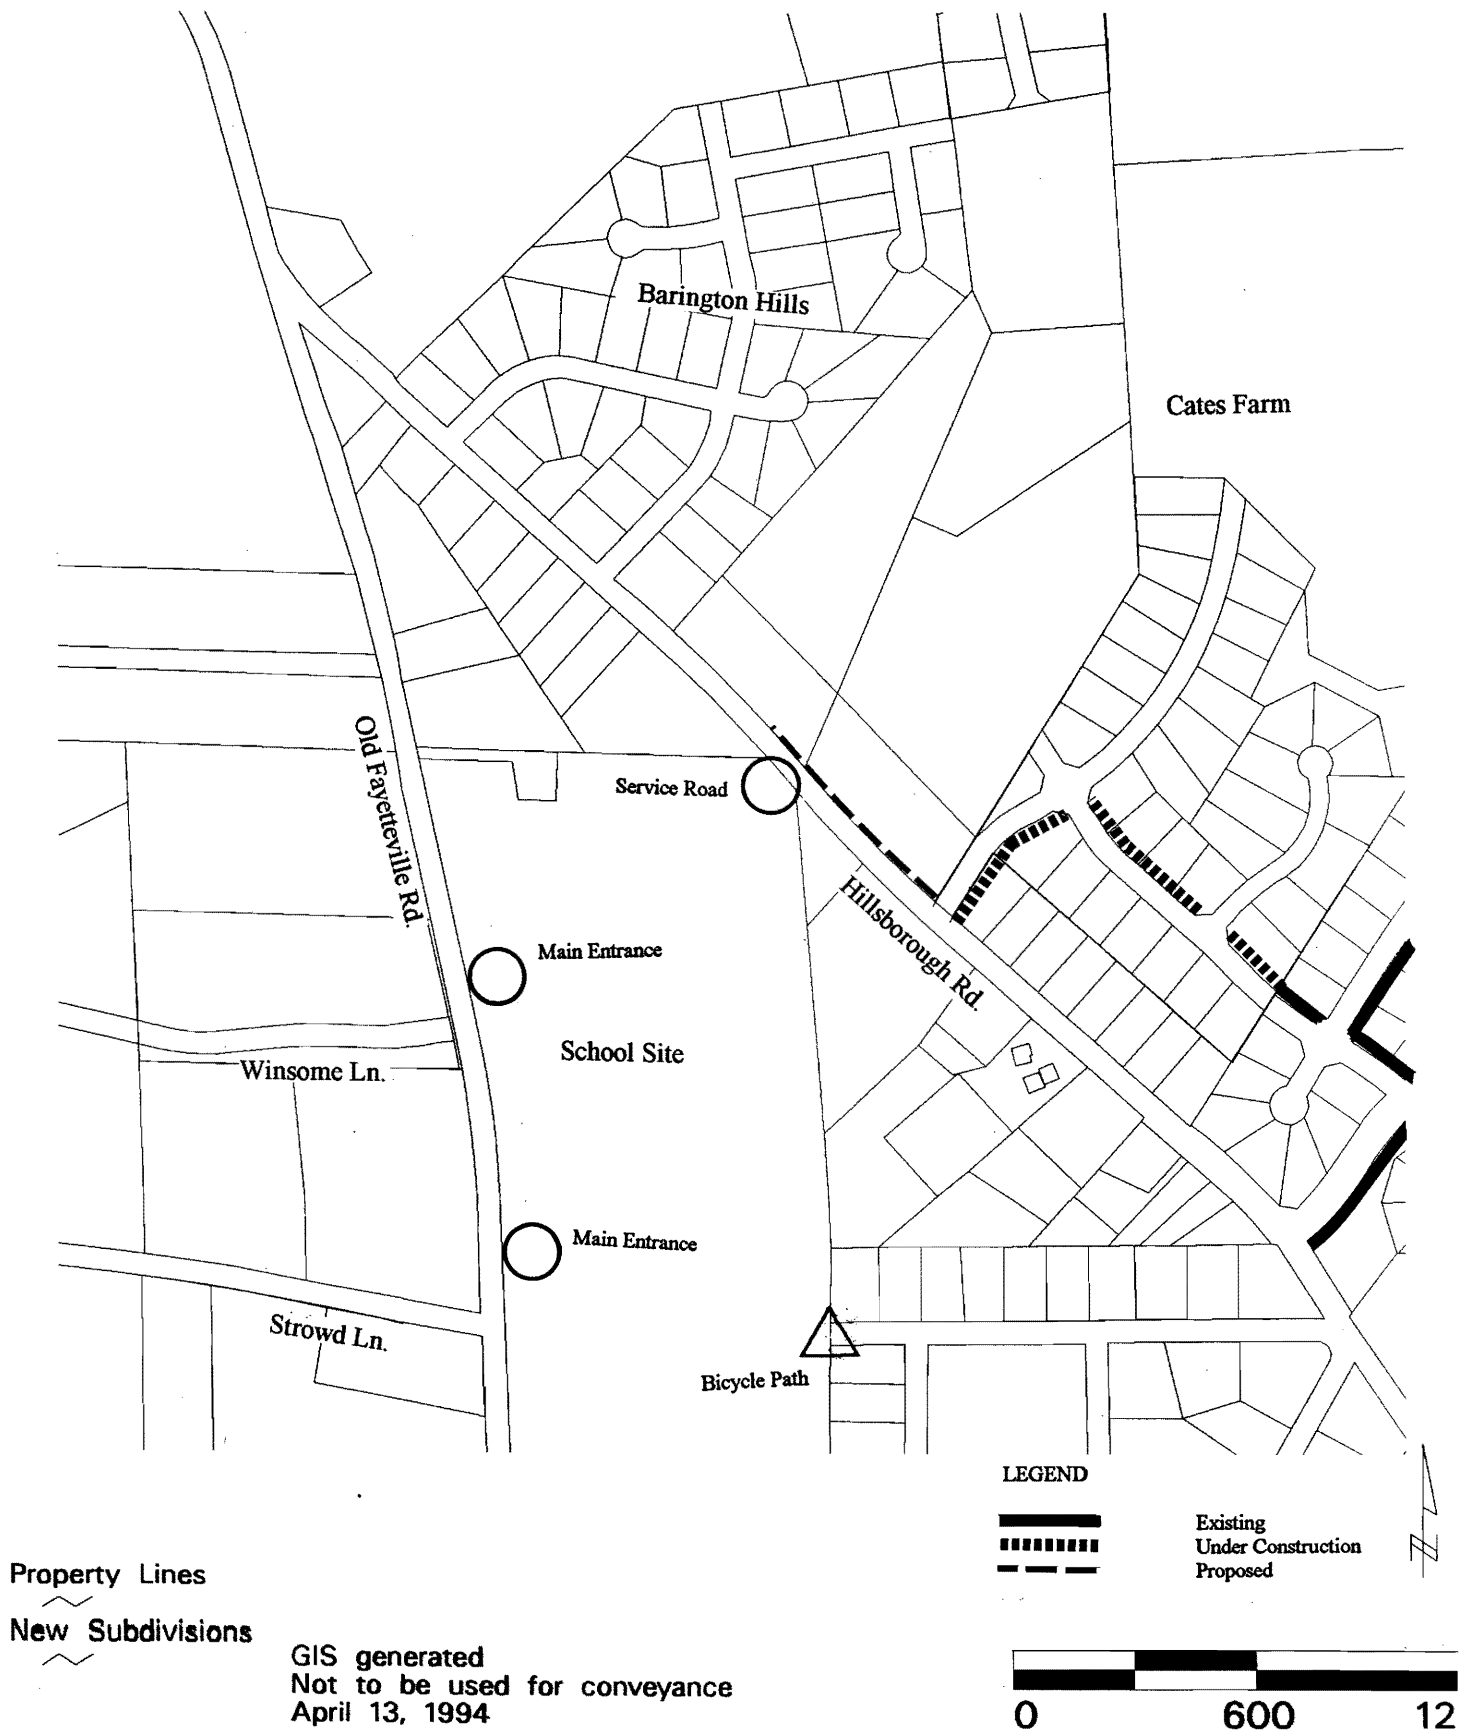 Barington Hills
Cates Farm
Old Fayetteville Rd.
Service Road
Hillsborough Rd.
Main Entrance
School Site
Winsome Ln.
Main Entrance
Strowd Ln.
Bicycle Path
LEGEND
Existing
Under Construction
Proposed
N
Property Lines
New Subdivisions
GIS generated
Not to be used for conveyance
April 13, 1994
0 600 12